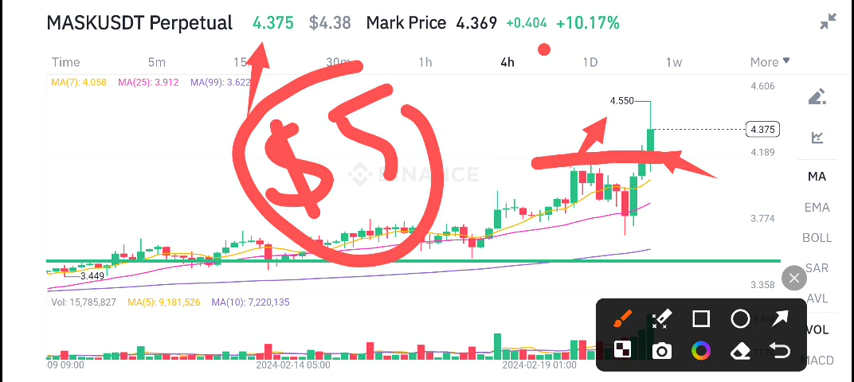 MASKUSDT Perpetual 4.375 $4.38 Mark Price 4.369 +0.404 +10.17%
Time 5m 15 30m 1h 4h 1D 1w More
MA(7): 4.058 MA(25): 3.912 MA(99): 3.622
4.606
4.550
4.375
$5
4.189
BINANCE
MA
EMA
3.774
BOLL
SAR
3.449
3.358
AVL
Vol: 15,785,827 MA(5): 9,181,526 MA(10): 7,220,135
VOL
MACD
09 09:00 2024-02-14 05:00 2024-02-19 01:00